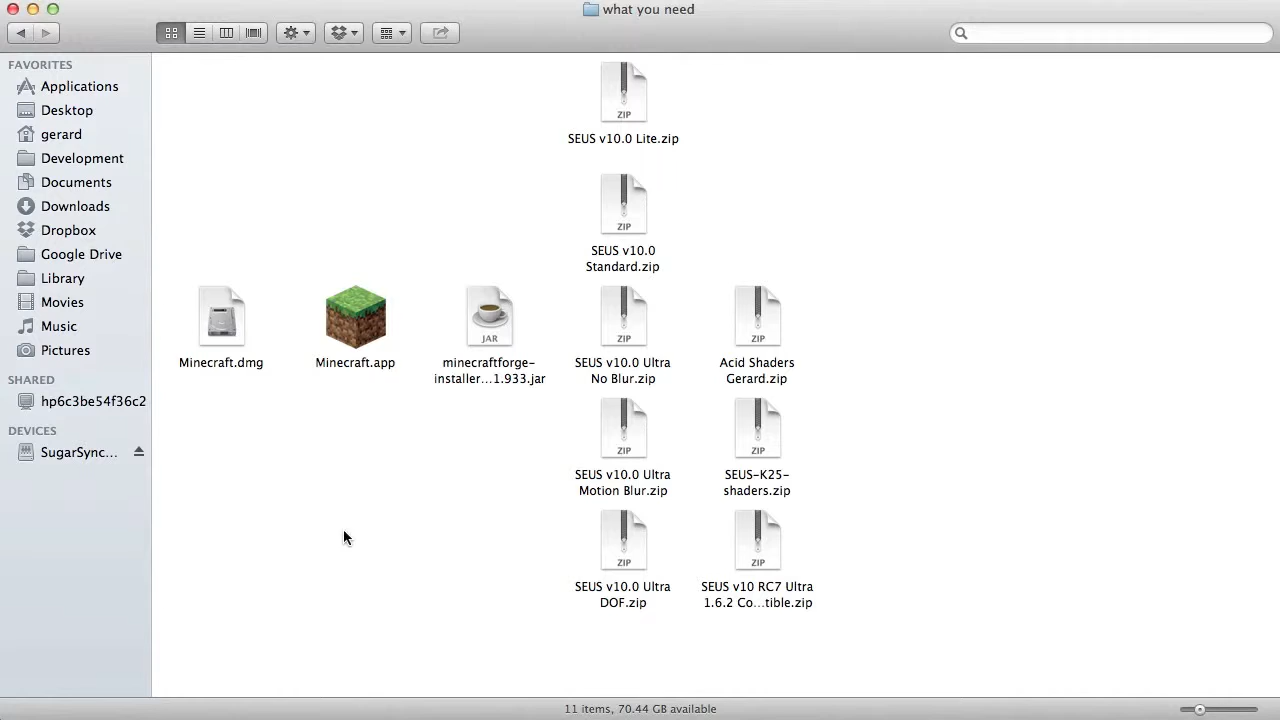 what you need
FAVORITES
Applications
Desktop
gerard
Development
Documents
Downloads
Dropbox
Google Drive
Library
Movies
Music
Pictures
SHARED
hp6c3be54f36c2
DEVICES
SugarSync...
ZIP
SEUS v10.0 Lite.zip
ZIP
SEUS v10.0
Standard.zip
Minecraft.dmg
Minecraft.app
JAR
minecraftforge-
installer...1.933.jar
ZIP
SEUS v10.0 Ultra
No Blur.zip
ZIP
Acid Shaders
Gerard.zip
ZIP
SEUS v10.0 Ultra
Motion Blur.zip
ZIP
SEUS-K25-
shaders.zip
ZIP
SEUS v10.0 Ultra
DOF.zip
ZIP
SEUS v10 RC7 Ultra
1.6.2 Co...tible.zip
11 items, 70.44 GB available